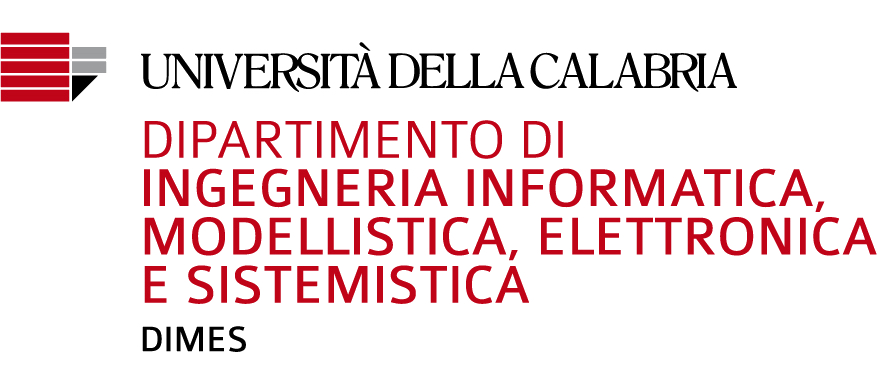 UNIVERSITÀ DELLA CALABRIA
DIPARTIMENTO DI
INGEGNERIA INFORMATICA,
MODELLISTICA, ELETTRONICA
E SISTEMISTICA
DIMES